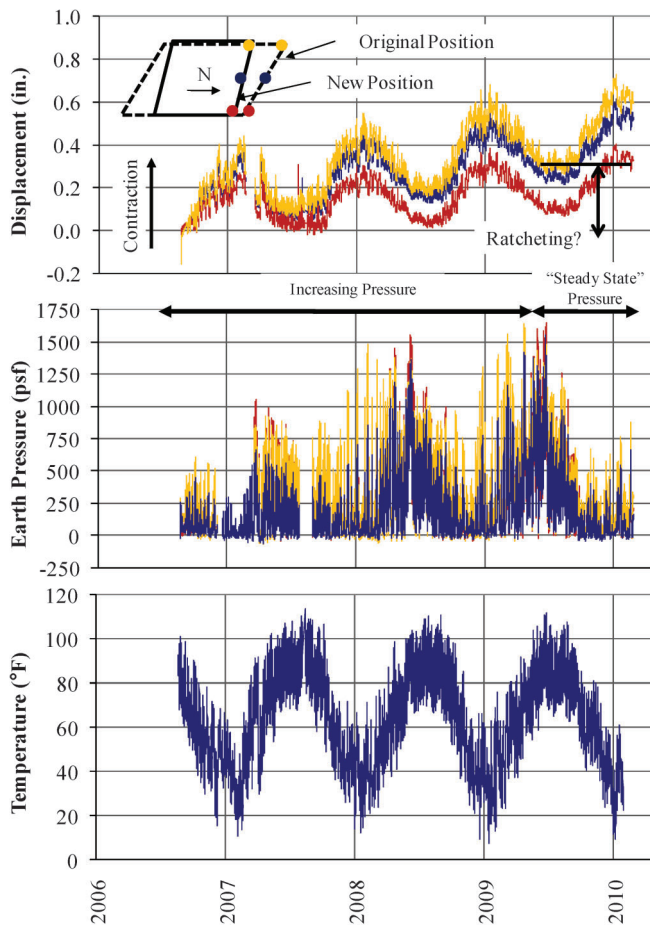 Displacement (in.)
1.0
0.8
0.6
0.4
0.2
0.0
-0.2
Original Position
N
New Position
Contraction
Ratcheting?
Increasing Pressure
“Steady State”
Pressure
Earth Pressure (psf)
1750
1500
1250
1000
750
500
250
0
-250
Temperature (°F)
120
100
80
60
40
20
0
2006
2007
2008
2009
2010